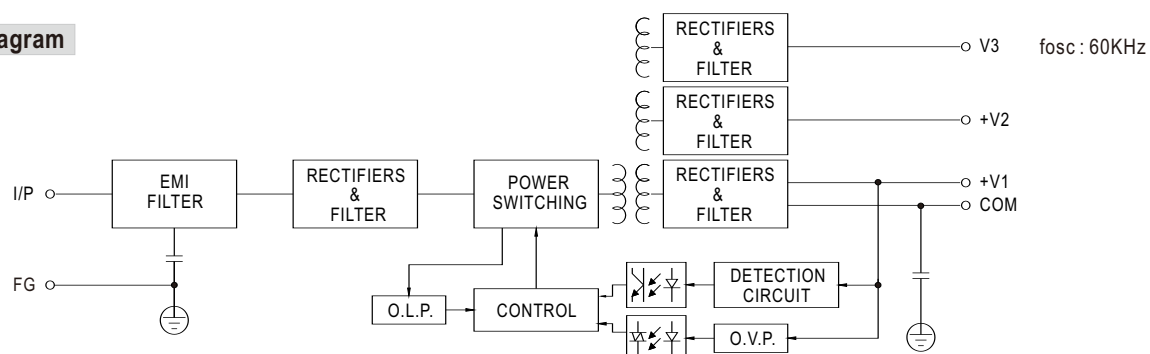 agram
RECTIFIERS
&
FILTER
V3
fosc : 60KHz
RECTIFIERS
&
FILTER
+V2
I/P
EMI
FILTER
RECTIFIERS
&
FILTER
POWER
SWITCHING
RECTIFIERS
&
FILTER
+V1
COM
FG
O.L.P.
CONTROL
DETECTION
CIRCUIT
O.V.P.